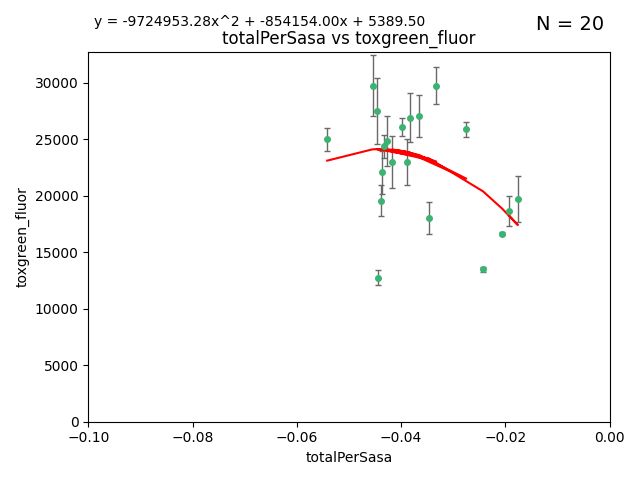 y = -9724953.28x^2 + -854154.00x + 5389.50
N = 20
totalPerSasa vs toxgreen_fluor
toxgreen_fluor
30000
25000
20000
15000
10000
5000
0
−0.10
−0.08
−0.06
−0.04
−0.02
0.00
totalPerSasa